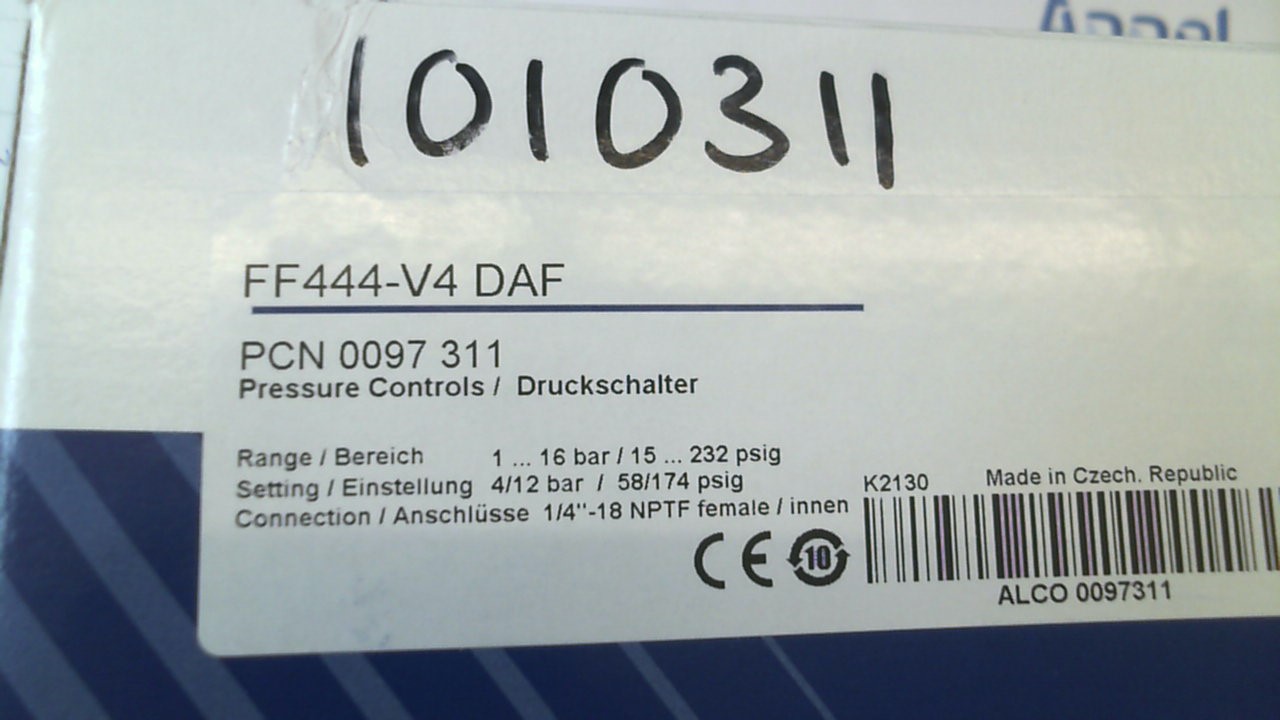 1010311
FF444-V4 DAF
PCN 0097 311
Pressure Controls / Druckschalter
Range / Bereich 1 ... 16 bar / 15 ... 232 psig
Setting / Einstellung 4/12 bar / 58/174 psig
Connection / Anschlüsse 1/4"-18 NPTF female / innen
K2130 Made in Czech. Republic
CE 10
ALCO 0097311